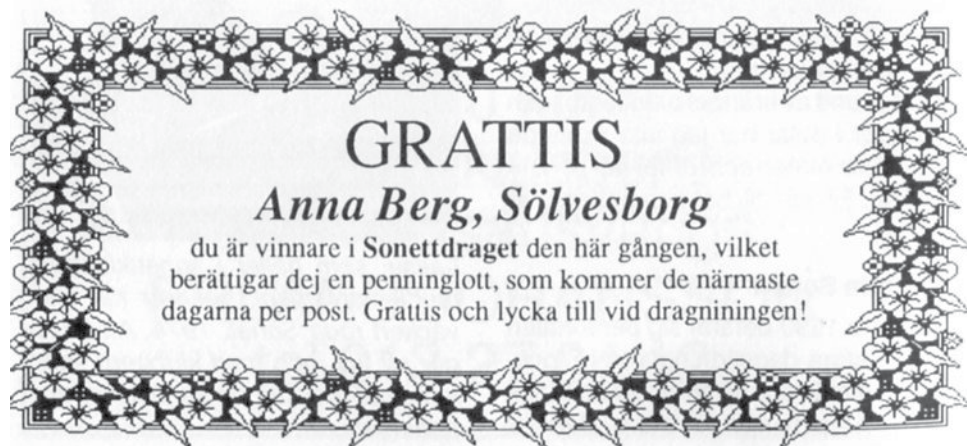 GRATTIS
Anna Berg, Sölvesborg
du är vinnare i Sonettdraget den här gången, vilket
berättigar dej en penninglott, som kommer de närmaste
dagarna per post. Grattis och lycka till vid dragnininen!